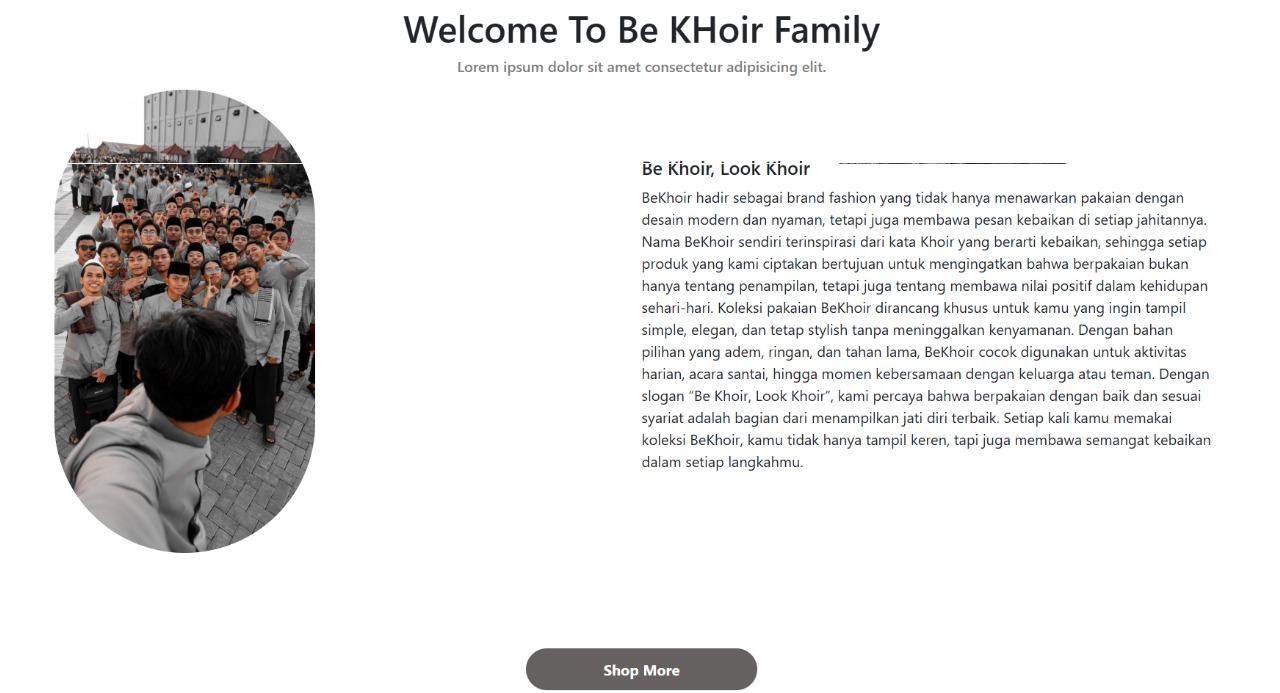 Welcome To Be KHoir Family
Lorem ipsum dolor sit amet consectetur adipisicing elit.
Be Khoir, Look Khoir
BeKhoir hadir sebagai brand fashion yang tidak hanya menawarkan pakaian dengan
desain modern dan nyaman, tetapi juga membawa pesan kebaikan di setiap jahitannya.
Nama BeKhoir sendiri terinspirasi dari kata Khoir yang berarti kebaikan, sehingga setiap
produk yang kami ciptakan bertujuan untuk mengingatkan bahwa berpakaian bukan
hanya tentang penampilan, tetapi juga tentang membawa nilai positif dalam kehidupan
sehari-hari. Koleksi pakaian BeKhoir dirancang khusus untuk kamu yang ingin tampil
simple, elegan, dan tetap stylish tanpa meninggalkan kenyamanan. Dengan bahan
pilihan yang adem, ringan, dan tahan lama, BeKhoir cocok digunakan untuk aktivitas
harian, acara santai, hingga momen kebersamaan dengan keluarga atau teman. Dengan
slogan “Be Khoir, Look Khoir”, kami percaya bahwa berpakaian dengan baik dan sesuai
syariat adalah bagian dari menampilkan jati diri terbaik. Setiap kali kamu memakai
koleksi BeKhoir, kamu tidak hanya tampil keren, tapi juga membawa semangat kebaikan
dalam setiap langkahmu.
Shop More